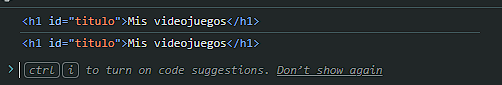 <h1 id="titulo">Mis videojuegos</h1>
<h1 id="titulo">Mis videojuegos</h1>
> ctrl i to turn on code suggestions. Don't show again